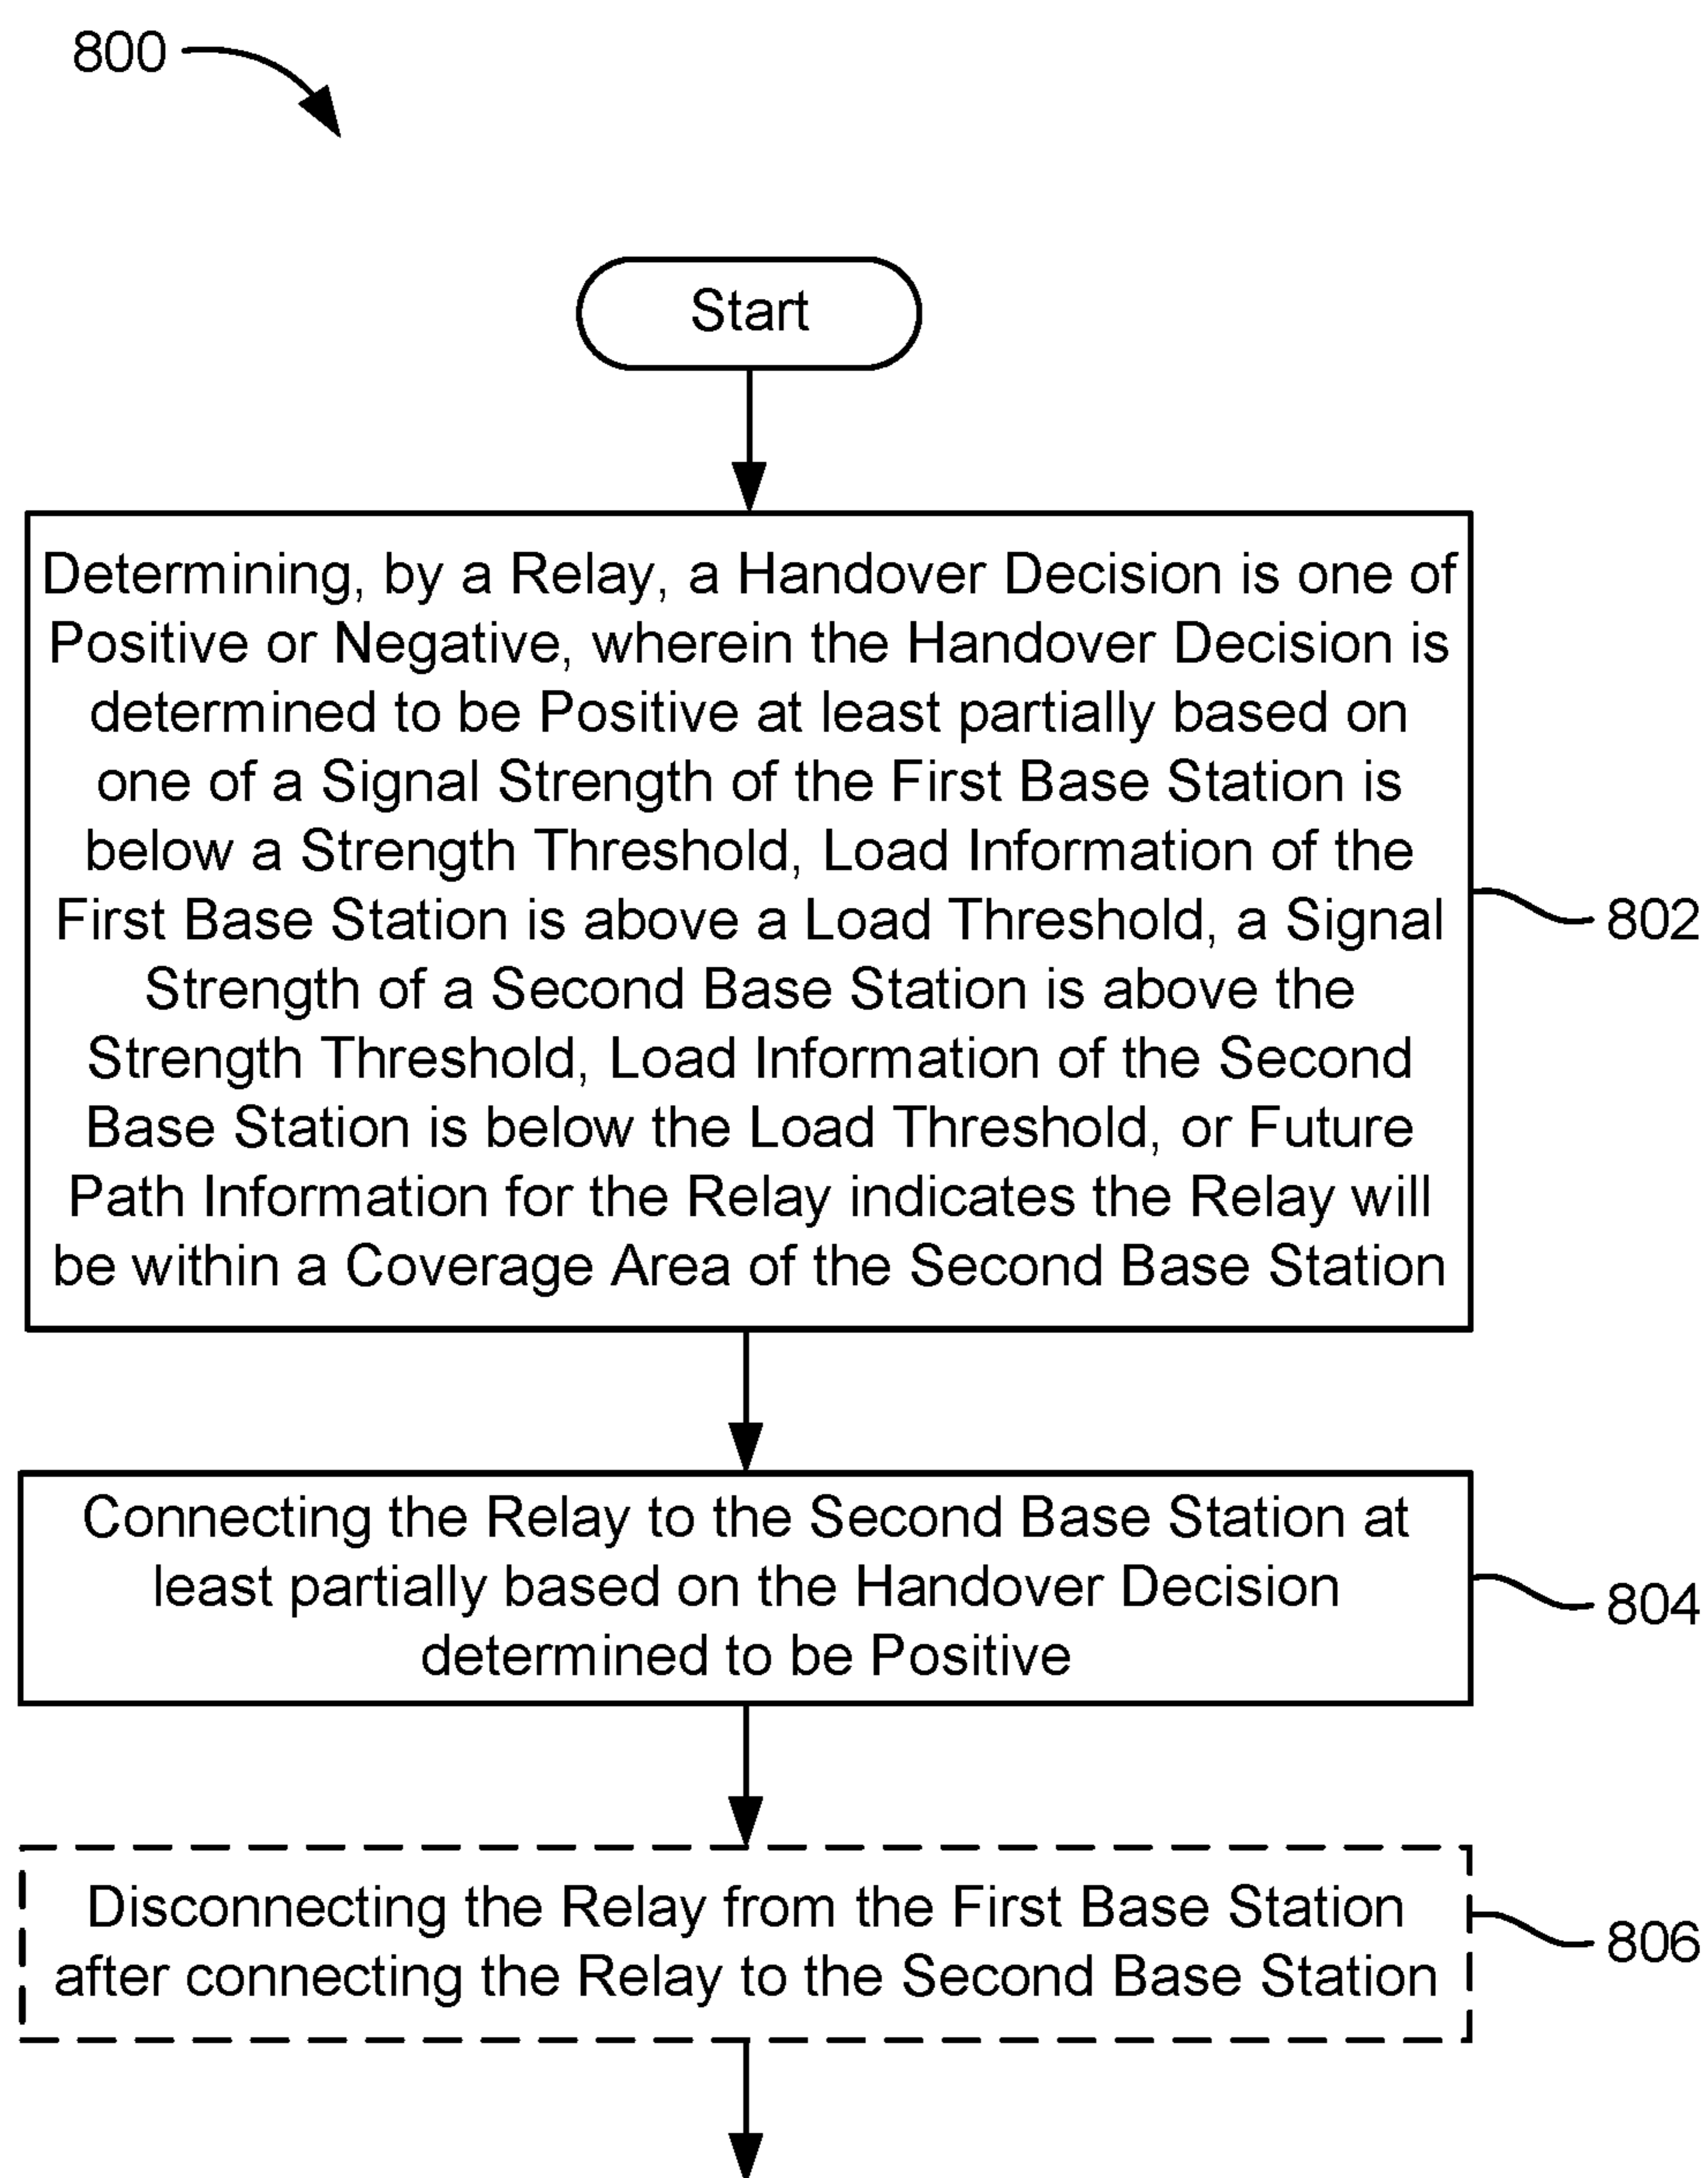 800
Start
Determining, by a Relay, a Handover Decision is one of
Positive or Negative, wherein the Handover Decision is
determined to be Positive at least partially based on
one of a Signal Strength of the First Base Station is
below a Strength Threshold, Load Information of the
First Base Station is above a Load Threshold, a Signal
Strength of a Second Base Station is above the
Strength Threshold, Load Information of the Second
Base Station is below the Load Threshold, or Future
Path Information for the Relay indicates the Relay will
be within a Coverage Area of the Second Base Station
802
Connecting the Relay to the Second Base Station at
least partially based on the Handover Decision
determined to be Positive
804
Disconnecting the Relay from the First Base Station
after connecting the Relay to the Second Base Station
806